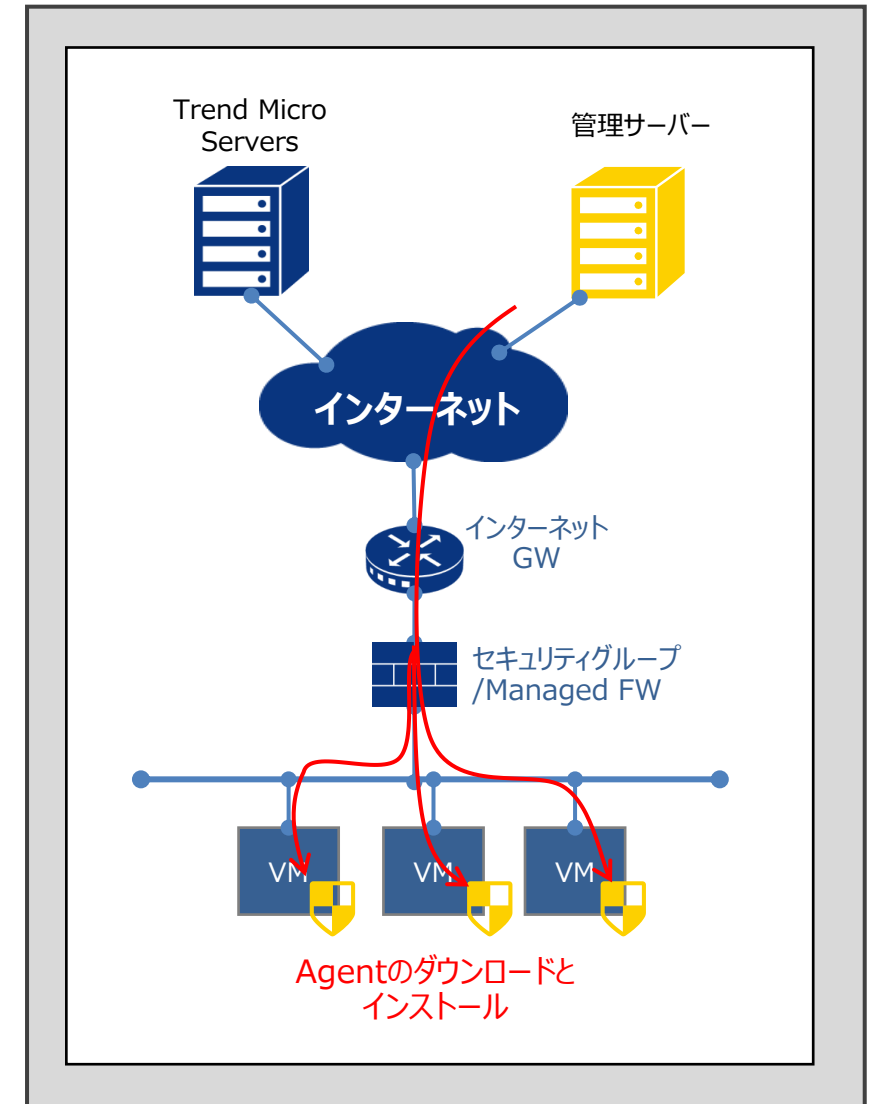 Trend Micro
Servers
管理サーバー
インターネット
インターネット
GW
セキュリティグループ
/Managed FW
VM
VM
VM
Agentのダウンロードと
インストール